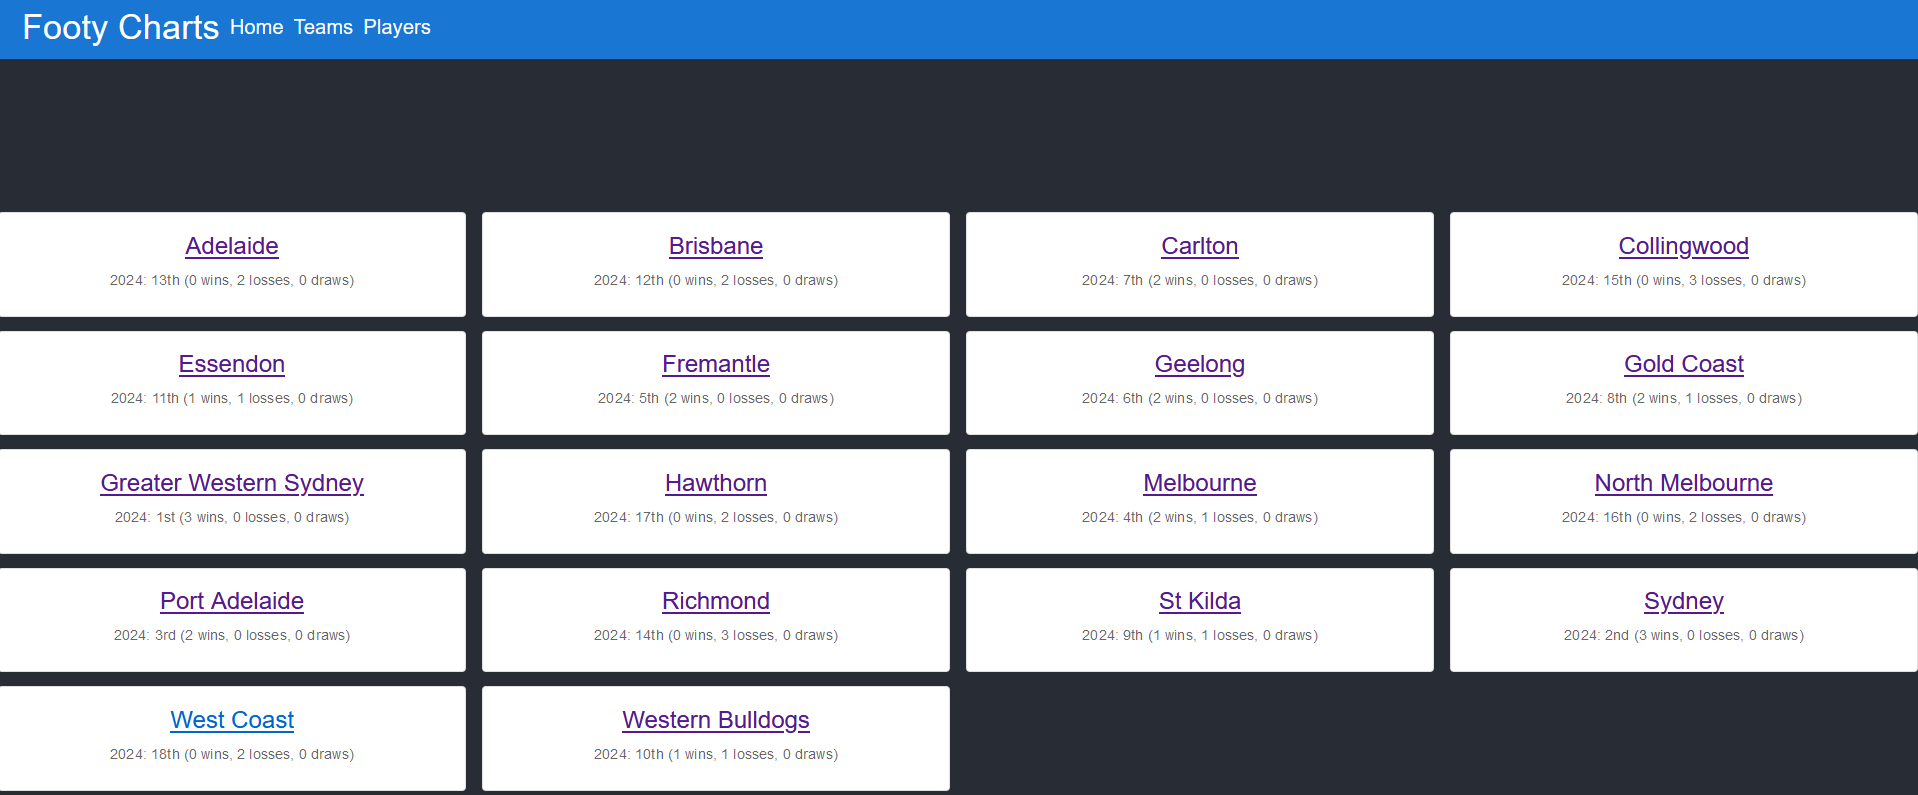 Footy Charts Home Teams Players
Adelaide
2024: 13th (0 wins, 2 losses, 0 draws)
Brisbane
2024: 12th (0 wins, 2 losses, 0 draws)
Carlton
2024: 7th (2 wins, 0 losses, 0 draws)
Collingwood
2024: 15th (0 wins, 3 losses, 0 draws)
Essendon
2024: 11th (1 wins, 1 losses, 0 draws)
Fremantle
2024: 5th (2 wins, 0 losses, 0 draws)
Geelong
2024: 6th (2 wins, 0 losses, 0 draws)
Gold Coast
2024: 8th (2 wins, 1 losses, 0 draws)
Greater Western Sydney
2024: 1st (3 wins, 0 losses, 0 draws)
Hawthorn
2024: 17th (0 wins, 2 losses, 0 draws)
Melbourne
2024: 4th (2 wins, 1 losses, 0 draws)
North Melbourne
2024: 16th (0 wins, 2 losses, 0 draws)
Port Adelaide
2024: 3rd (2 wins, 0 losses, 0 draws)
Richmond
2024: 14th (0 wins, 3 losses, 0 draws)
St Kilda
2024: 9th (1 wins, 1 losses, 0 draws)
Sydney
2024: 2nd (3 wins, 0 losses, 0 draws)
West Coast
2024: 18th (0 wins, 2 losses, 0 draws)
Western Bulldogs
2024: 10th (1 wins, 1 losses, 0 draws)